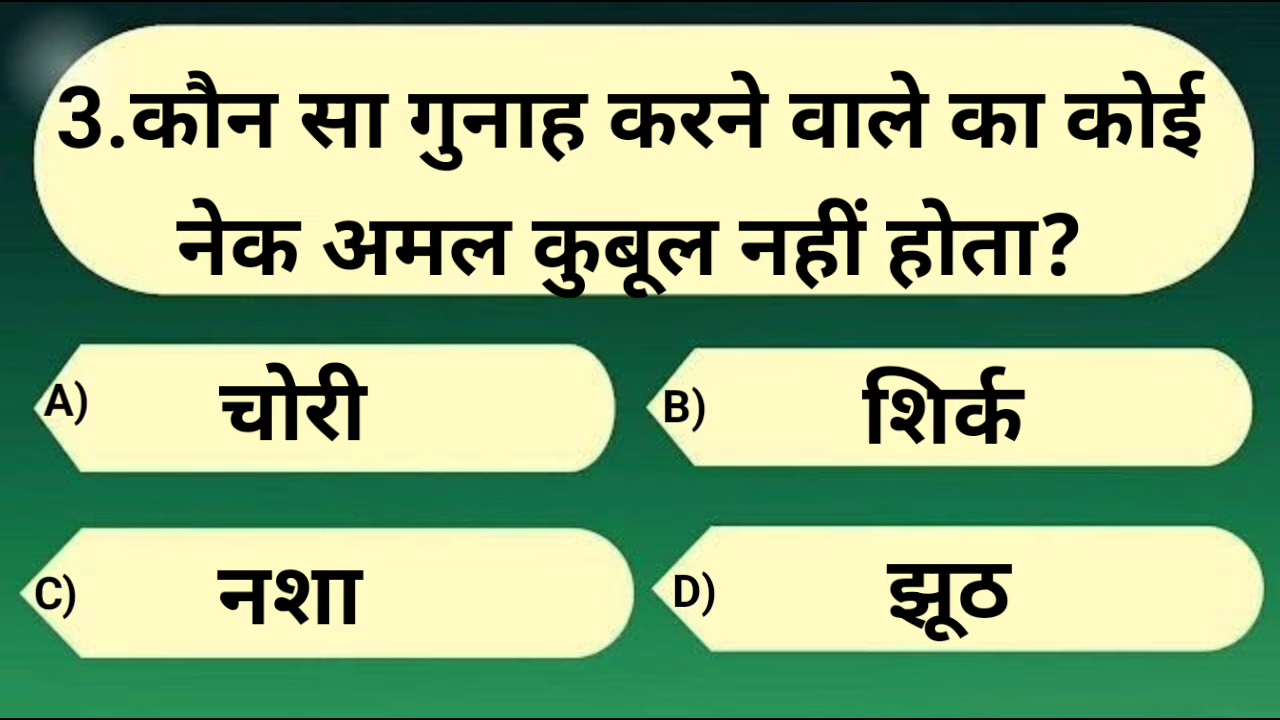 3.कौन सा गुनाह करने वाले का कोई
नेक अमल कुबूल नहीं होता?
A) चोरी
B) शिर्क
C) नशा
D) झूठ